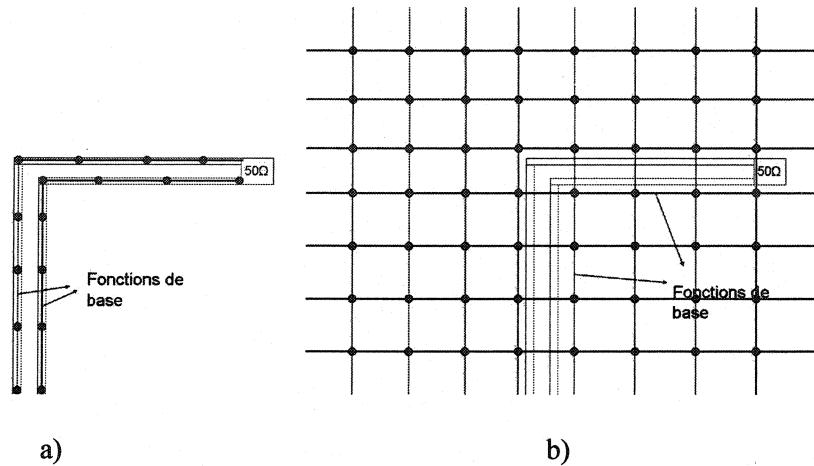 50Ω
Fonctions de
base
a)
50Ω
Fonctions de
base
b)